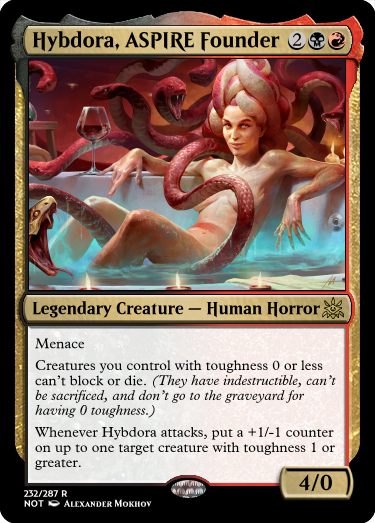 Hybdora, ASPIRE Founder 2
Legendary Creature — Human Horror
Menace
Creatures you control with toughness 0 or less
can't block or die. (They have indestructible, can't
be sacrificed, and don't go to the graveyard for
having 0 toughness.)
Whenever Hybdora attacks, put a +1/-1 counter
on up to one target creature with toughness 1 or
greater.
4/0
232/287 R
NOT Alexander Mokhov